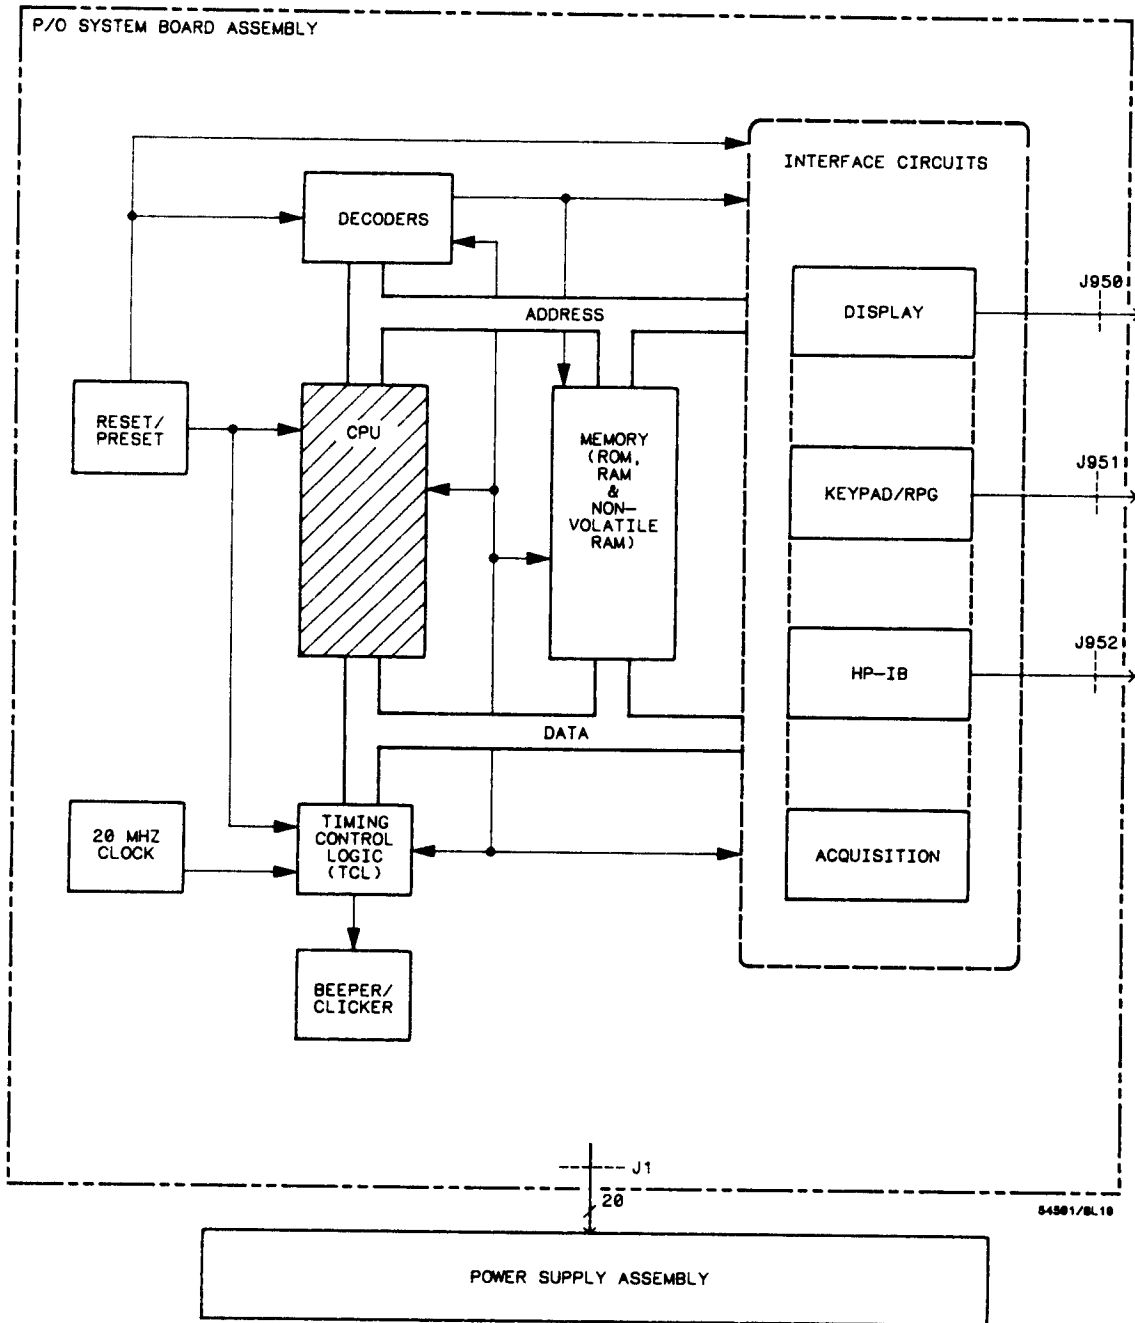 P/O SYSTEM BOARD ASSEMBLY
INTERFACE CIRCUITS
DECODERS
J950
ADDRESS
DISPLAY
RESET/
PRESET
CPU
MEMORY
(ROM,
RAM
&
NON-
VOLATILE
RAM)
J951
KEYPAD/RPG
J952
HP-IB
DATA
20 MHZ
CLOCK
TIMING
CONTROL
LOGIC
(TCL)
ACQUISITION
BEEPER/
CLICKER
J1
20
54501/BL10
POWER SUPPLY ASSEMBLY